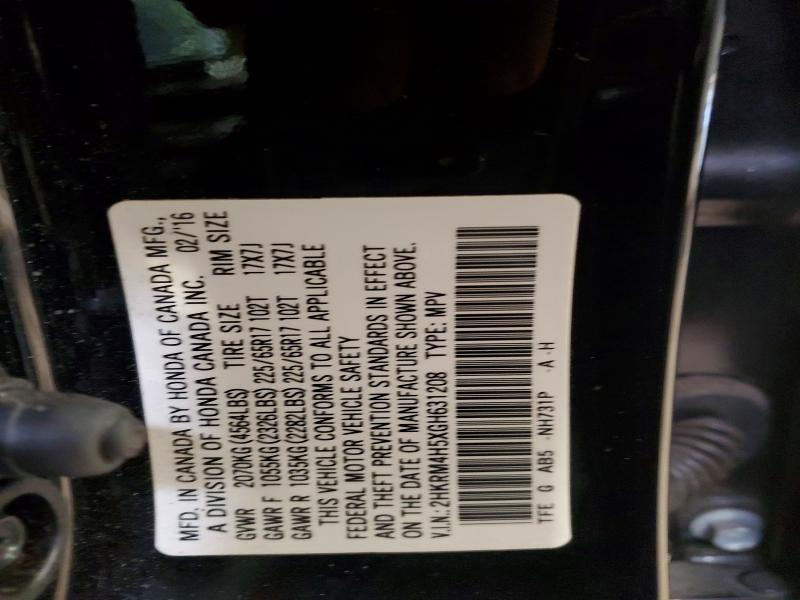 MFD. IN CANADA BY HONDA OF CANADA MFG.,
A DIVISION OF HONDA CANADA INC. 02/'16
GVWR 2070KG(4564LBS) TIRE SIZE RIM SIZE
GAWR F 1055KG(2326LBS) 225/65R17 102T 17X7J
GAWR R 1035KG(2282LBS) 225/65R17 102T 17X7J
THIS VEHICLE CONFORMS TO ALL APPLICABLE
FEDERAL MOTOR VEHICLE SAFETY
AND THEFT PREVENTION STANDARDS IN EFFECT
ON THE DATE OF MANUFACTURE SHOWN ABOVE.
V.I.N.: 2HKRM4H5XGH631208 TYPE: MPV
TFE G AB5 -NH731P -A -H